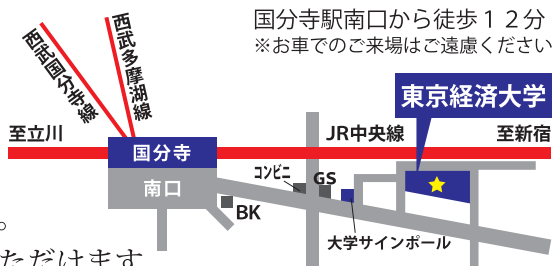 国分寺駅南口から徒歩１２分
※お車でのご来場はご遠慮ください
西武国分寺線
西武多摩湖線
東京経済大学
至立川
JR中央線
至新宿
国分寺
南口
コンビニ
GS
BK
大学サインポール
。
ただけます